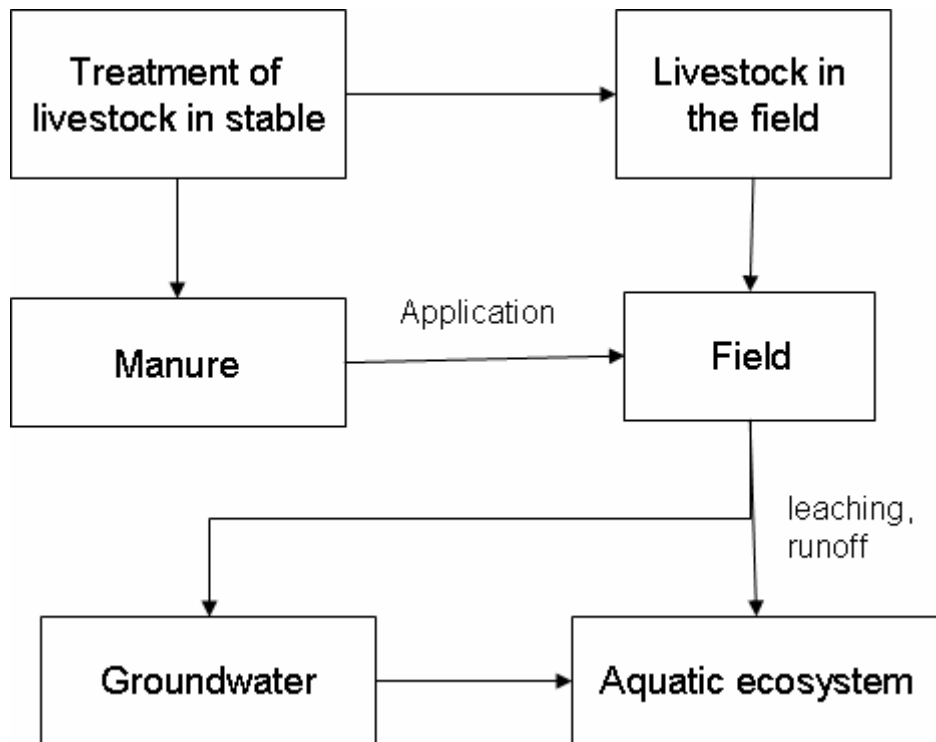 Treatment of
livestock in stable
Livestock in
the field
Application
Manure
Field
leaching,
runoff
Groundwater
Aquatic ecosystem